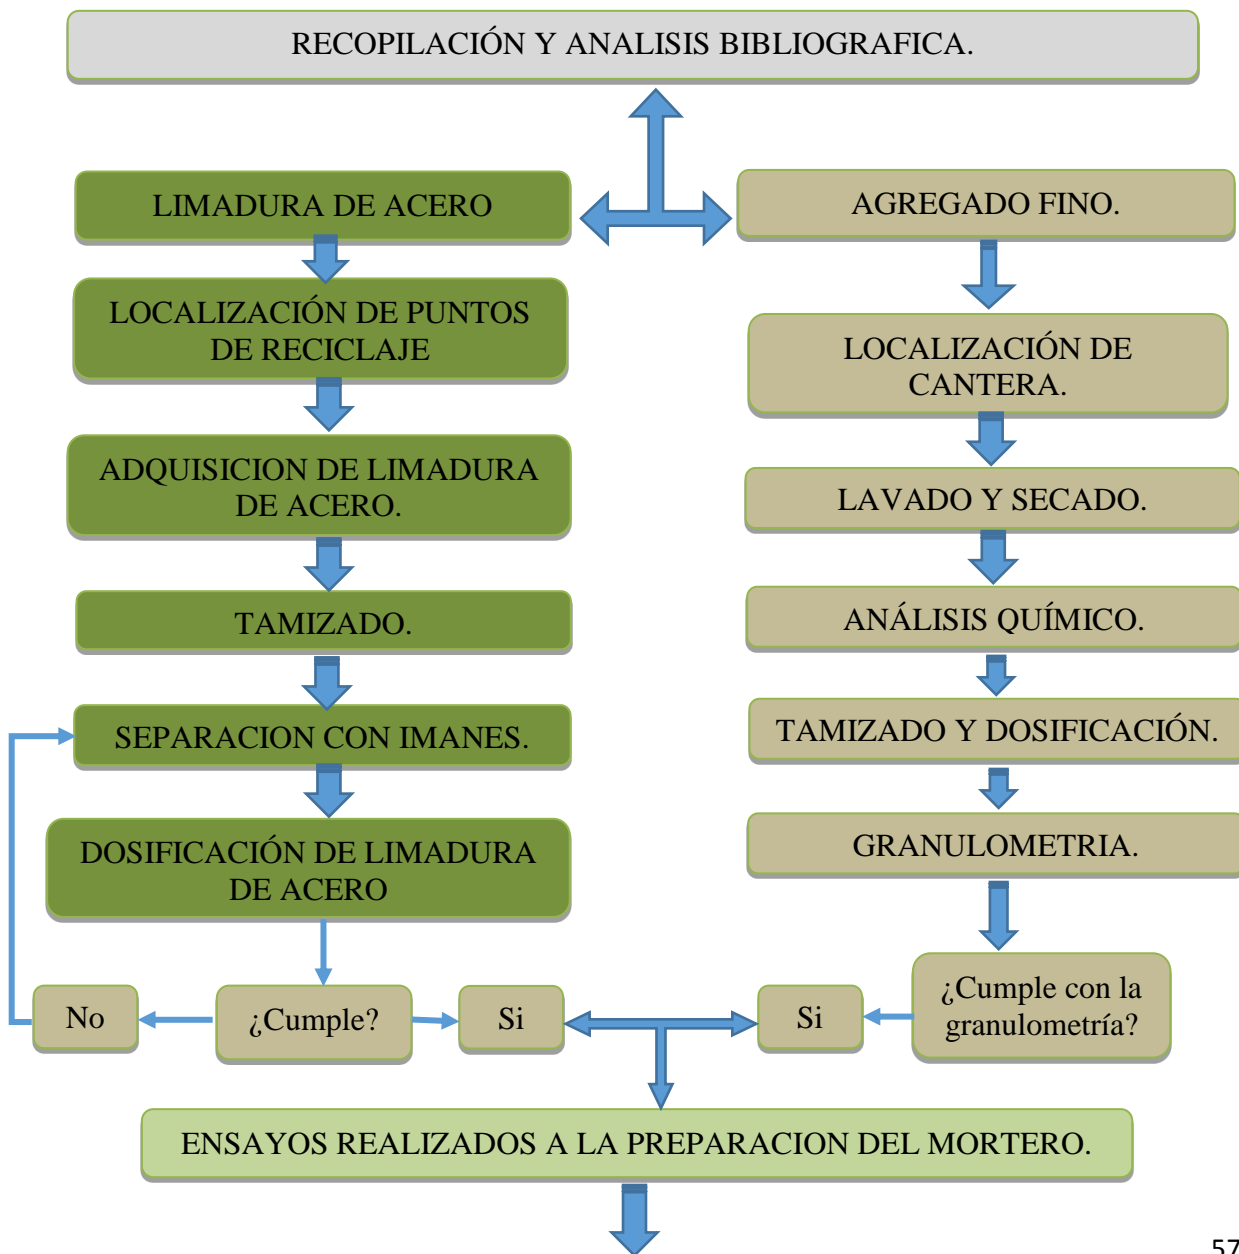 RECOPILACIÓN Y ANALISIS BIBLIOGRAFICA.
LIMADURA DE ACERO
LOCALIZACIÓN DE PUNTOS
DE RECICLAJE
ADQUISICION DE LIMADURA
DE ACERO.
TAMIZADO.
SEPARACION CON IMANES.
DOSIFICACIÓN DE LIMADURA
DE ACERO
No
¿Cumple?
Si
AGREGADO FINO.
LOCALIZACIÓN DE
CANTERA.
LAVADO Y SECADO.
ANÁLISIS QUÍMICO.
TAMIZADO Y DOSIFICACIÓN.
GRANULOMETRIA.
¿Cumple con la
granulometría?
Si
ENSAYOS REALIZADOS A LA PREPARACION DEL MORTERO.
57